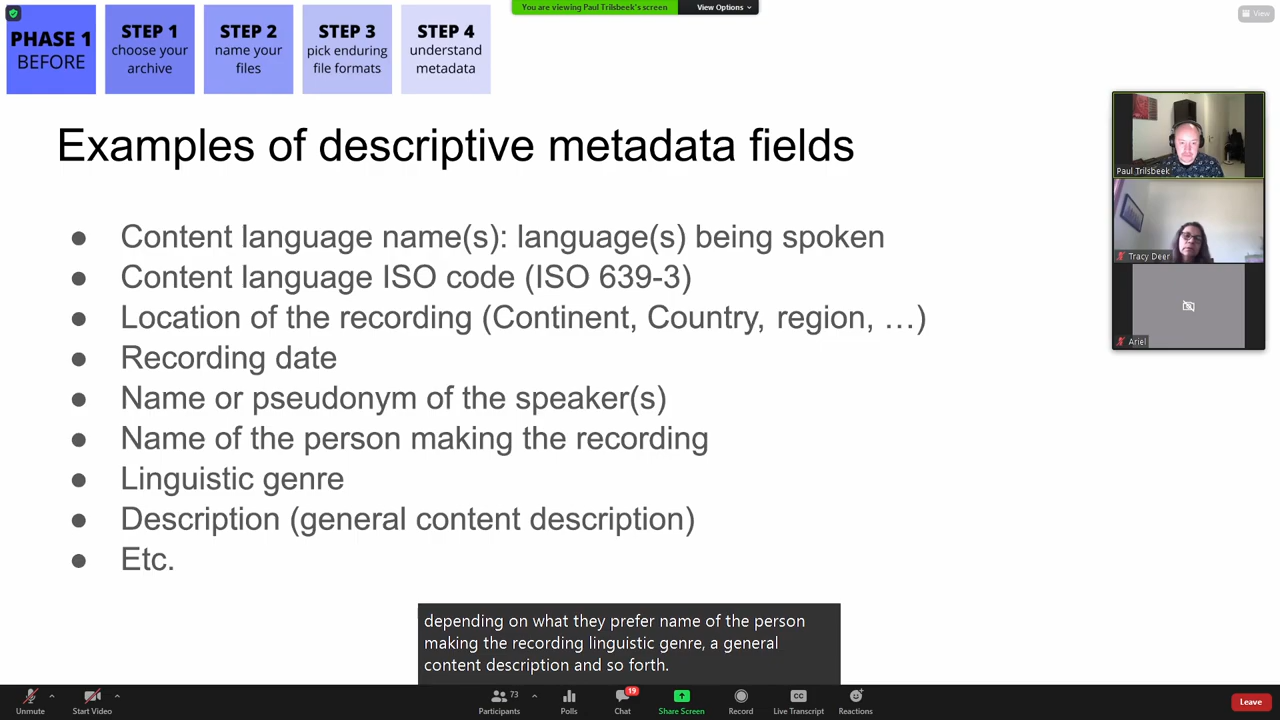 You are viewing Paul Trilsbeek's screen
View Options
View
PHASE 1
BEFORE
STEP 1
choose your
archive
STEP 2
name your
files
STEP 3
pick enduring
file formats
STEP 4
understand
metadata
Examples of descriptive metadata fields
● Content language name(s): language(s) being spoken
● Content language ISO code (ISO 639-3)
● Location of the recording (Continent, Country, region, …)
● Recording date
● Name or pseudonym of the speaker(s)
● Name of the person making the recording
● Linguistic genre
● Description (general content description)
● Etc.
Paul Trilsbeek
Tracy Deer
Ariel
depending on what they prefer name of the person
making the recording linguistic genre, a general
content description and so forth.
Unmute
Start Video
73
Participants
Polls
19
Chat
Share Screen
Record
CC
Live Transcript
Reactions
Leave